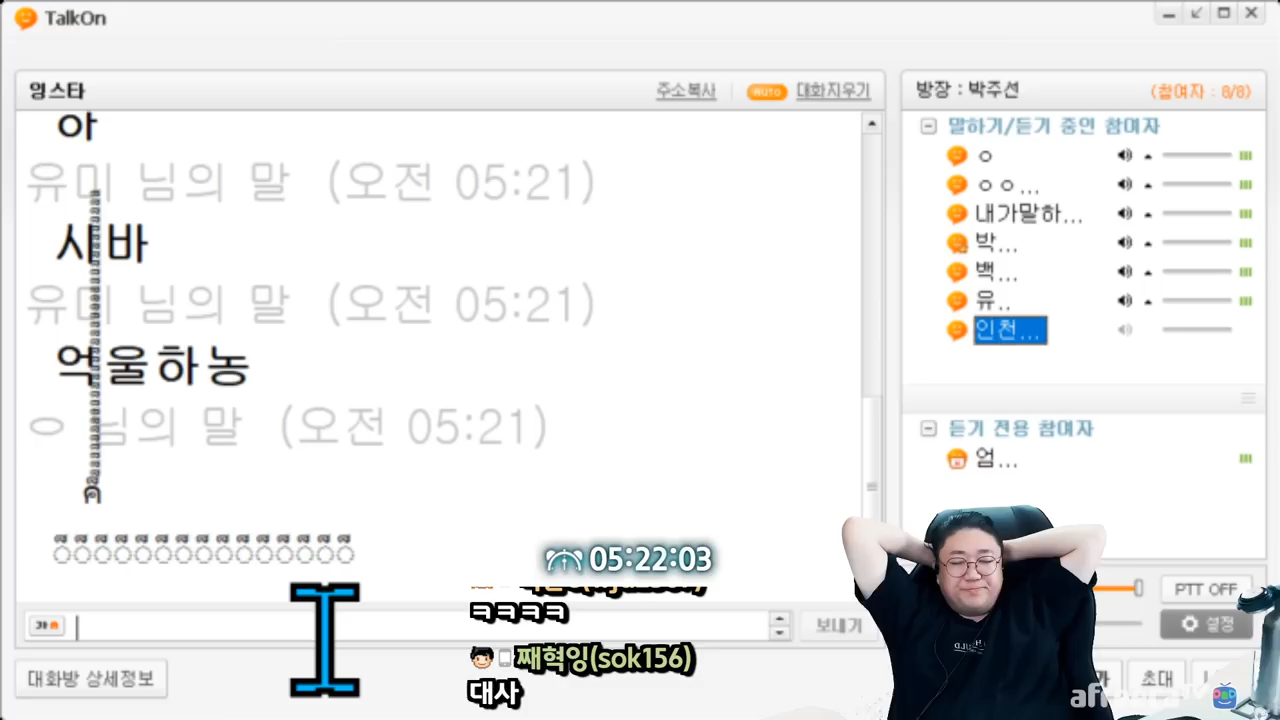 TalkOn
잉스타
주소복사
AUTO
대화지우기
아
유미 님의 말 (오전 05:21)
시바
유미 님의 말 (오전 05:21)
억울하농
ㅇ 님의 말 (오전 05:21)
방장 : 박주선
(참여자 : 8/8)
말하기/듣기 중인 참여자
ㅇ
ㅇㅇ...
내가말하...
박...
백...
유..
인천...
듣기 전용 참여자
엄...
05:22:03
ㅋㅋㅋㅋ
째혁잉(sok156)
대사
가
보내기
PTT OFF
설정
대화방 상세정보
초대